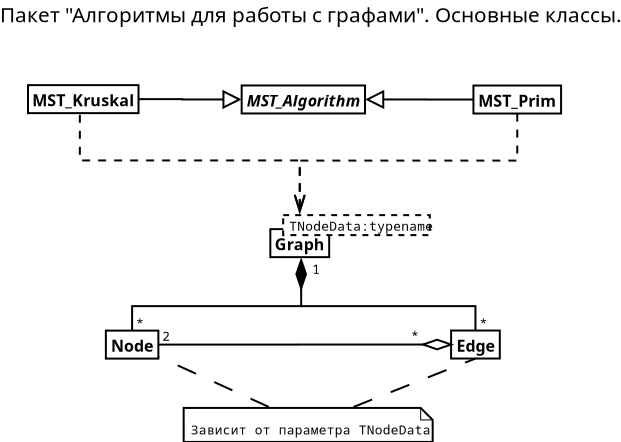 Пакет "Алгоритмы для работы с графами". Основные классы.
MST_Kruskal
MST_Algorithm
MST_Prim
TNodeData:typename
Graph
1
*
*
2
*
Node
Edge
Зависит от параметра TNodeData